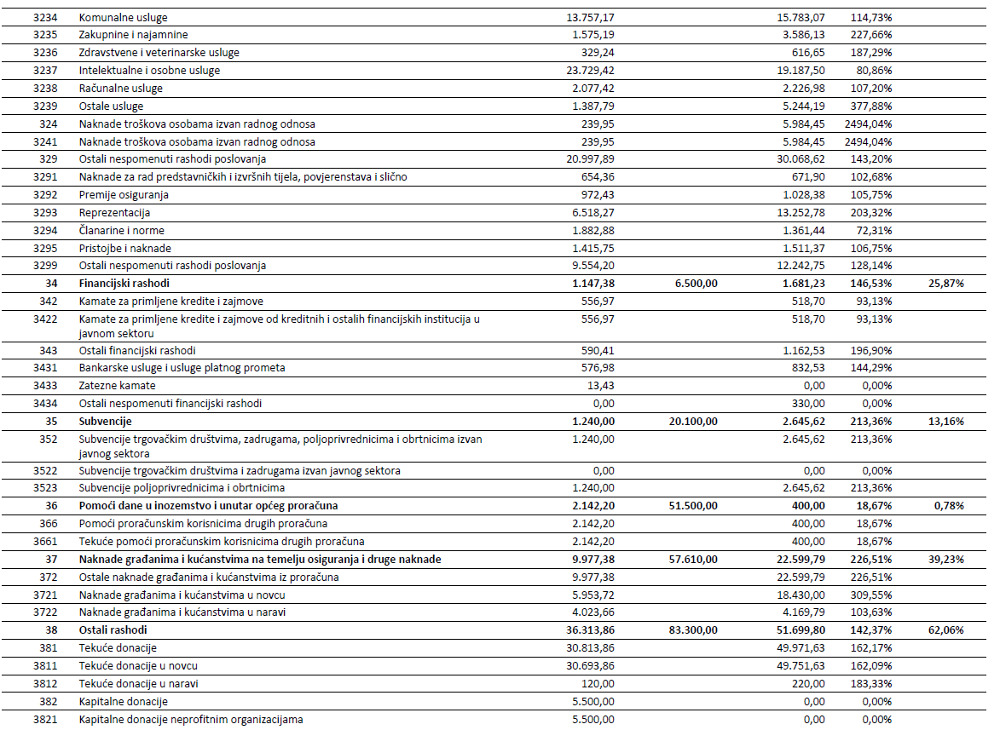 3234 Komunalne usluge 13.757,17 15.783,07 114,73%
3235 Zakupnine i najamnine 1.575,19 3.586,13 227,66%
3236 Zdravstvene i veterinarske usluge 329,24 616,65 187,29%
3237 Intelektualne i osobne usluge 23.729,42 19.187,50 80,86%
3238 Računalne usluge 2.077,42 2.226,98 107,20%
3239 Ostale usluge 1.387,79 5.244,19 377,88%
324 Naknade troškova osobama izvan radnog odnosa 239,95 5.984,45 2494,04%
3241 Naknade troškova osobama izvan radnog odnosa 239,95 5.984,45 2494,04%
329 Ostali nespomenuti rashodi poslovanja 20.997,89 30.068,62 143,20%
3291 Naknade za rad predstavničkih i izvršnih tijela, povjerenstava i slično 654,36 671,90 102,68%
3292 Premije osiguranja 972,43 1.028,38 105,75%
3293 Reprezentacija 6.518,27 13.252,78 203,32%
3294 Članarine i norme 1.882,88 1.361,44 72,31%
3295 Pristojbe i naknade 1.415,75 1.511,37 106,75%
3299 Ostali nespomenuti rashodi poslovanja 9.554,20 12.242,75 128,14%
34 Financijski rashodi 1.147,38 6.500,00 1.681,23 146,53% 25,87%
342 Kamate za primljene kredite i zajmove 556,97 518,70 93,13%
3422 Kamate za primljene kredite i zajmove od kreditnih i ostalih financijskih institucija u 556,97 518,70 93,13%
javnom sektoru
343 Ostali financijski rashodi 590,41 1.162,53 196,90%
3431 Bankarske usluge i usluge platnog prometa 576,98 832,53 144,29%
3433 Zatezne kamate 13,43 0,00 0,00%
3434 Ostali nespomenuti financijski rashodi 0,00 330,00 0,00%
35 Subvencije 1.240,00 20.100,00 2.645,62 213,36% 13,16%
352 Subvencije trgovačkim društvima, zadrugama, poljoprivrednicima i obrtnicima izvan 1.240,00 2.645,62 213,36%
javnog sektora
3522 Subvencije trgovačkim društvima i zadrugama izvan javnog sektora 0,00 0,00 0,00%
3523 Subvencije poljoprivrednicima i obrtnicima 1.240,00 2.645,62 213,36%
36 Pomoći dane u inozemstvo i unutar općeg proračuna 2.142,20 51.500,00 400,00 18,67% 0,78%
366 Pomoći proračunskim korisnicima drugih proračuna 2.142,20 400,00 18,67%
3661 Tekuće pomoći proračunskim korisnicima drugih proračuna 2.142,20 400,00 18,67%
37 Naknade građanima i kućanstvima na temelju osiguranja i druge naknade 9.977,38 57.610,00 22.599,79 226,51% 39,23%
372 Ostale naknade građanima i kućanstvima iz proračuna 9.977,38 22.599,79 226,51%
3721 Naknade građanima i kućanstvima u novcu 5.953,72 18.430,00 309,55%
3722 Naknade građanima i kućanstvima u naravi 4.023,66 4.169,79 103,63%
38 Ostali rashodi 36.313,86 83.300,00 51.699,80 142,37% 62,06%
381 Tekuće donacije 30.813,86 49.971,63 162,17%
3811 Tekuće donacije u novcu 30.693,86 49.751,63 162,09%
3812 Tekuće donacije u naravi 120,00 220,00 183,33%
382 Kapitalne donacije 5.500,00 0,00 0,00%
3821 Kapitalne donacije neprofitnim organizacijama 5.500,00 0,00 0,00%